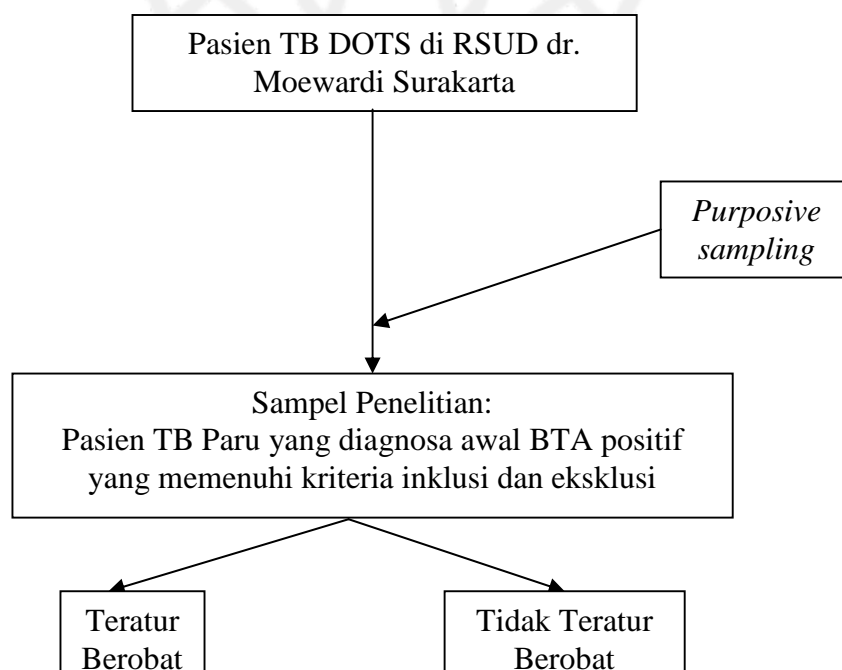 Pasien TB DOTS di RSUD dr.
Moewardi Surakarta
Purposive
sampling
Sampel Penelitian:
Pasien TB Paru yang diagnosa awal BTA positif
yang memenuhi kriteria inklusi dan eksklusi
Teratur
Berobat
Tidak Teratur
Berobat